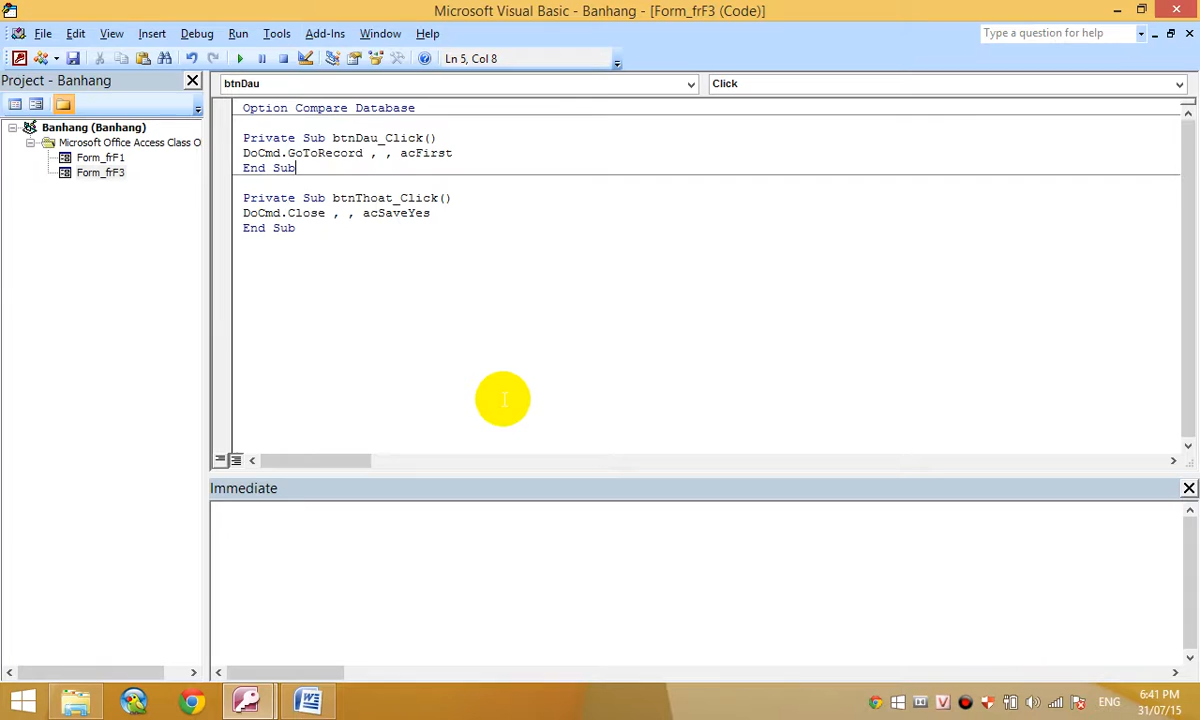 Microsoft Visual Basic - Banhang - [Form_frF3 (Code)]
File Edit View Insert Debug Run Tools Add-Ins Window Help
Type a question for help
Ln 5, Col 8
Project - Banhang
btnDau
Click
Banhang (Banhang)
Microsoft Office Access Class O
Form_frF1
Form_frF3
Option Compare Database
Private Sub btnDau_Click()
DoCmd.GoToRecord , , acFirst
End Sub
Private Sub btnThoat_Click()
DoCmd.Close , , acSaveYes
End Sub
Immediate
ENG
6:41 PM
31/07/15